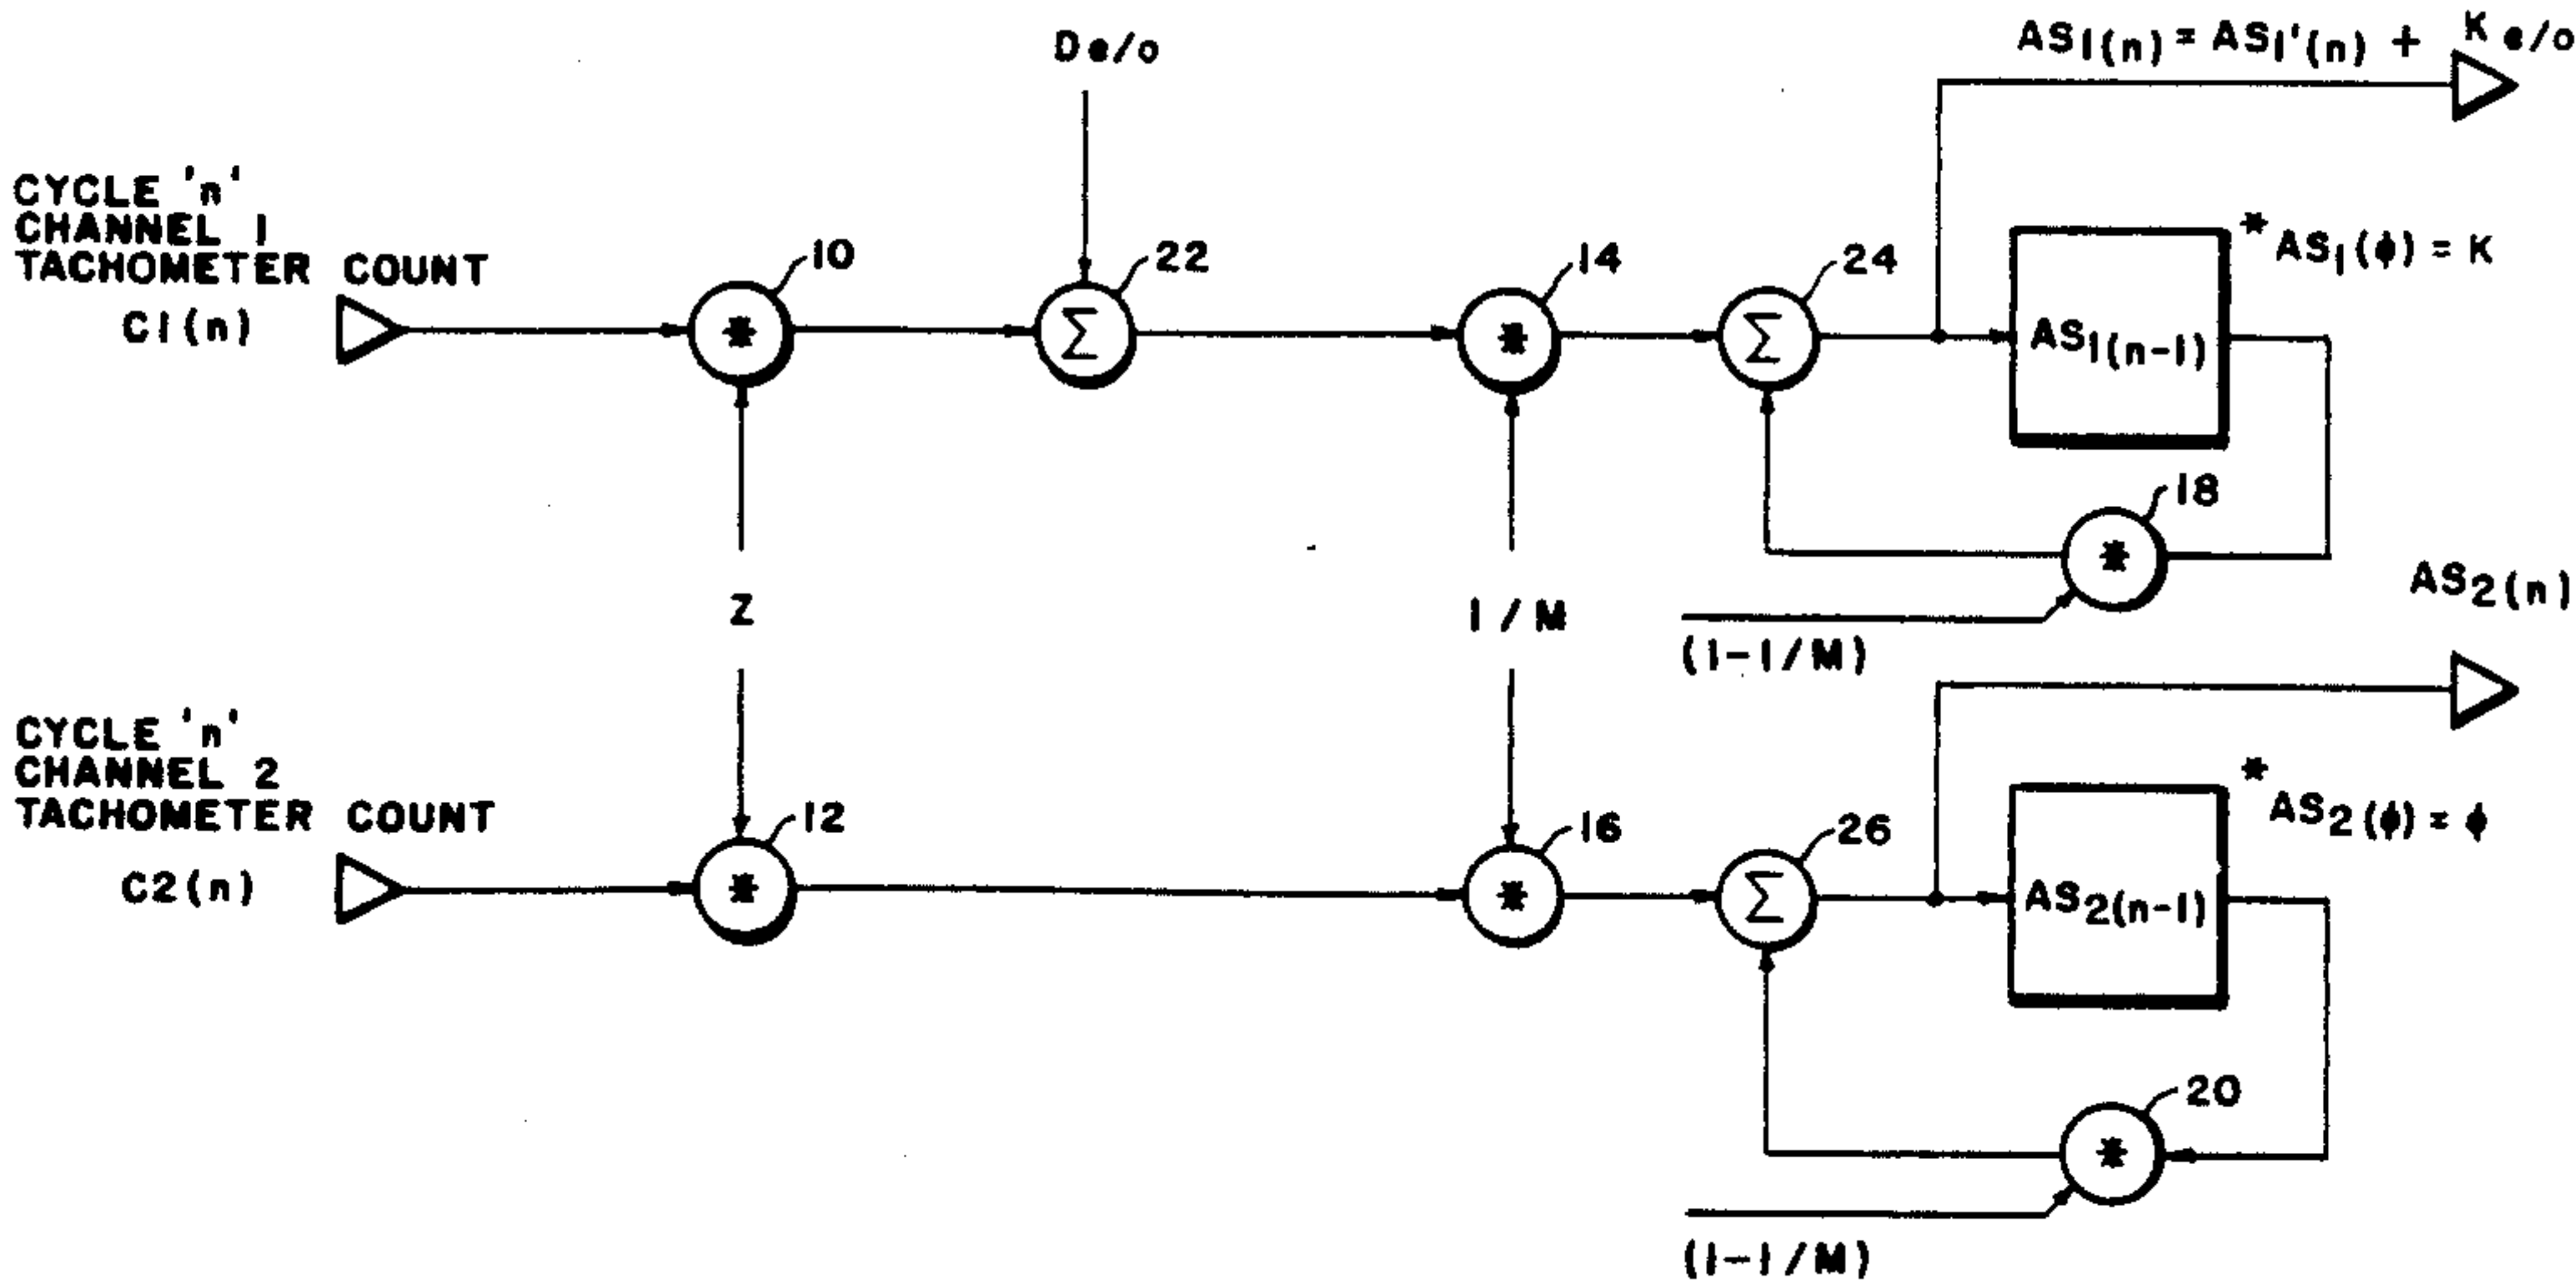 De/o
AS1(n) = AS1'(n) + K e/o
CYCLE 'n'
CHANNEL 1
TACHOMETER COUNT
C1(n)
10
22
14
24
*AS1(ϕ) = K
AS1(n-1)
18
Z
1/M
(1-1/M)
AS2(n)
CYCLE 'n'
CHANNEL 2
TACHOMETER COUNT
C2(n)
12
16
26
*AS2(ϕ) = ϕ
AS2(n-1)
20
(1-1/M)
*
Σ
*
Σ
*
*
*
Σ
*